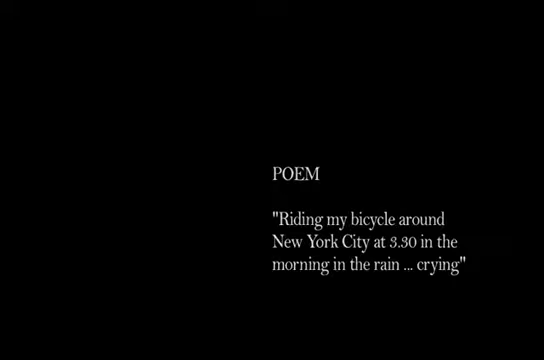 POEM
"Riding my bicycle around
New York City at 3.30 in the
morning in the rain ... crying"